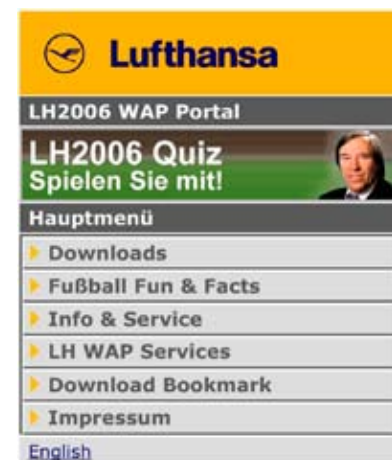 Lufthansa
LH2006 WAP Portal
LH2006 Quiz
Spielen Sie mit!
Hauptmenü
Downloads
Fußball Fun & Facts
Info & Service
LH WAP Services
Download Bookmark
Impressum
English